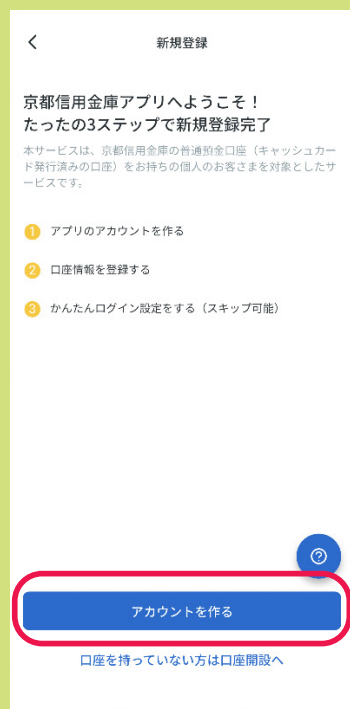 新規登録
京都信用金庫アプリへようこそ！
たったの3ステップで新規登録完了
本サービスは、京都信用金庫の普通預金口座（キャッシュカー
ド発行済みの口座）をお持ちの個人のお客さまを対象としたサ
ービスです。
1 アプリのアカウントを作る
2 口座情報を登録する
3 かんたんログイン設定をする（スキップ可能）
?
アカウントを作る
口座を持っていない方は口座開設へ